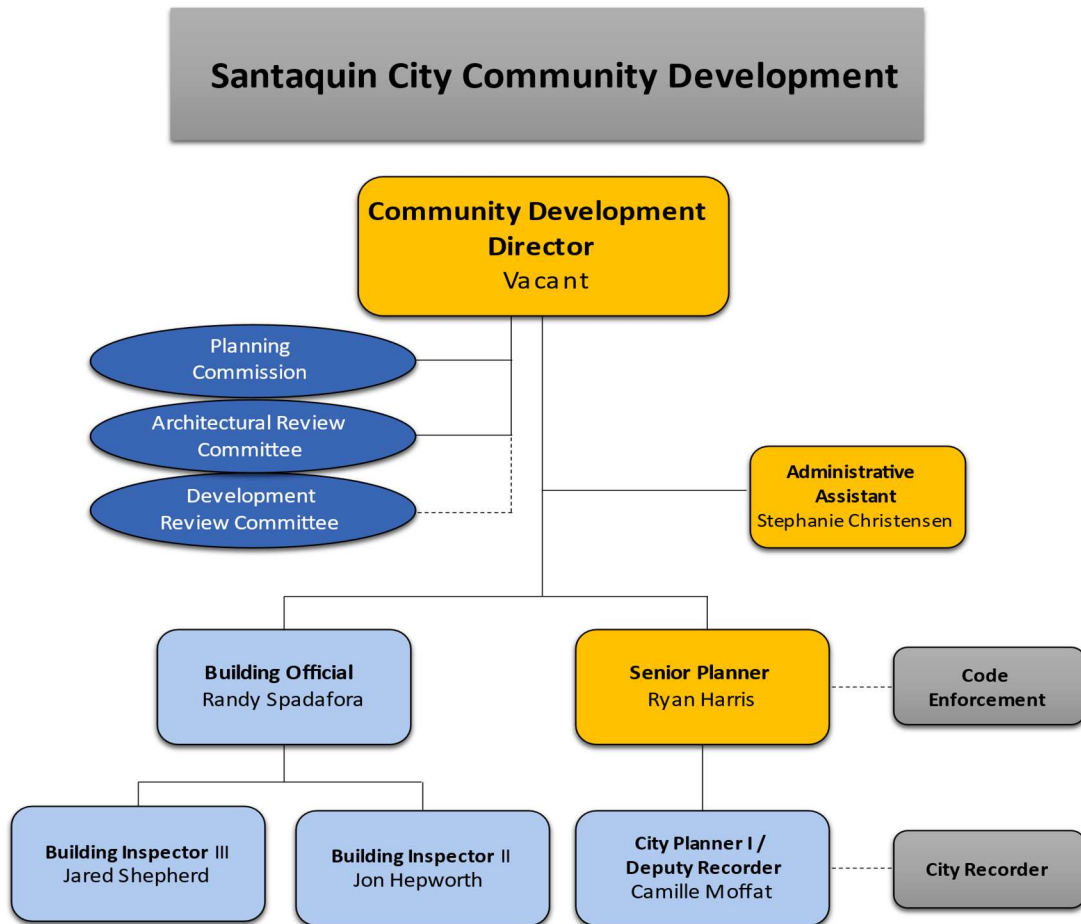 Santaquin City Community Development
Community Development
Director
Vacant
Planning
Commission
Architectural Review
Committee
Development
Review Committee
Administrative
Assistant
Stephanie Christensen
Building Official
Randy Spadafora
Senior Planner
Ryan Harris
Code
Enforcement
Building Inspector III
Jared Shepherd
Building Inspector II
Jon Hepworth
City Planner I /
Deputy Recorder
Camille Moffat
City Recorder